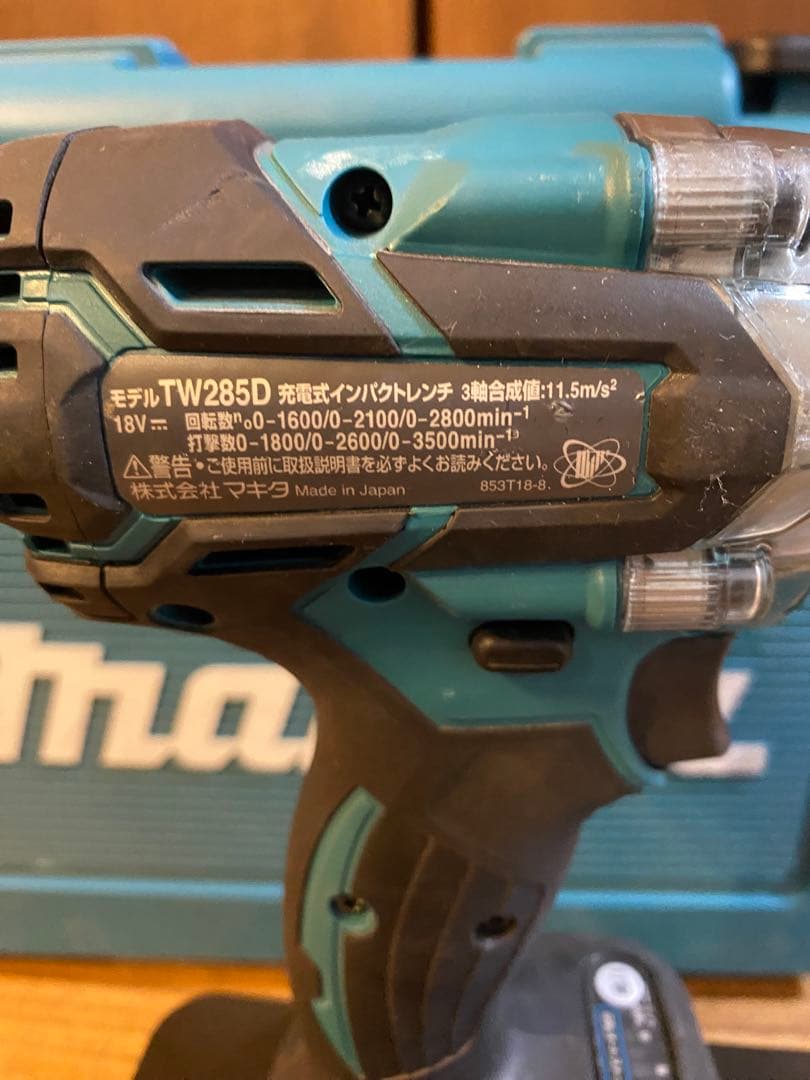 モデルTW285D 充電式インパクトレンチ 3軸合成値:11.5m/s²
18V⎓ 回転数nₒ0-1600/0-2100/0-2800min⁻¹
打撃数0-1800/0-2600/0-3500min⁻¹
⚠警告・ご使用前に取扱説明書を必ずよくお読みください。
株式会社マキタ Made in Japan 853T18-8.